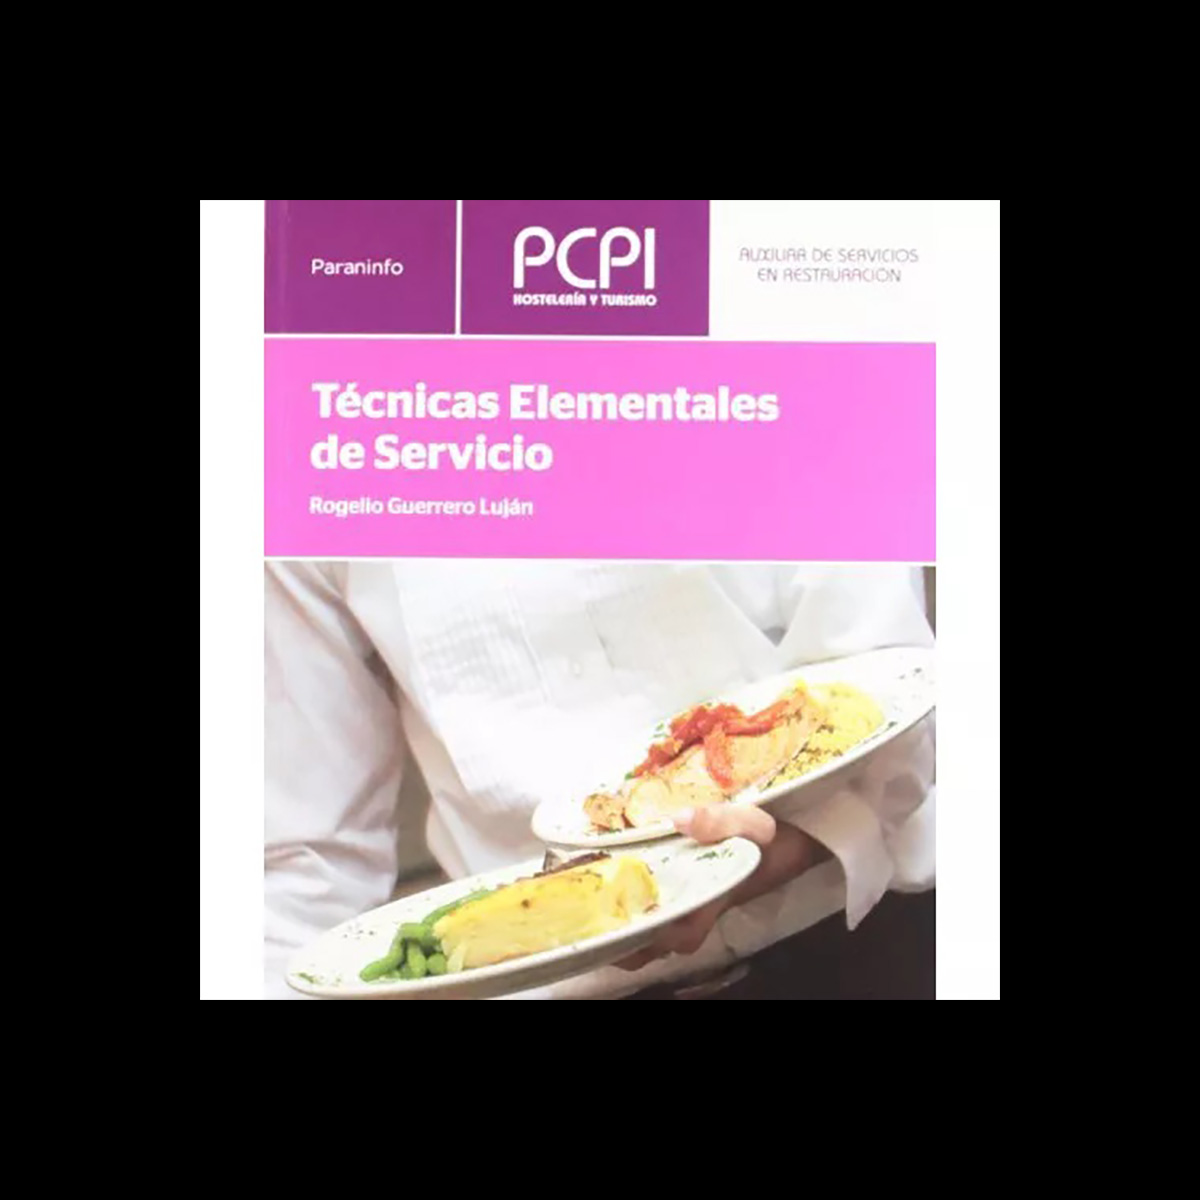 Paraninfo
PCPI
HOSTELERÍA Y TURISMO
AUXILIAR DE SERVICIOS
EN RESTAURACIÓN
Técnicas Elementales
de Servicio
Rogelio Guerrero Luján